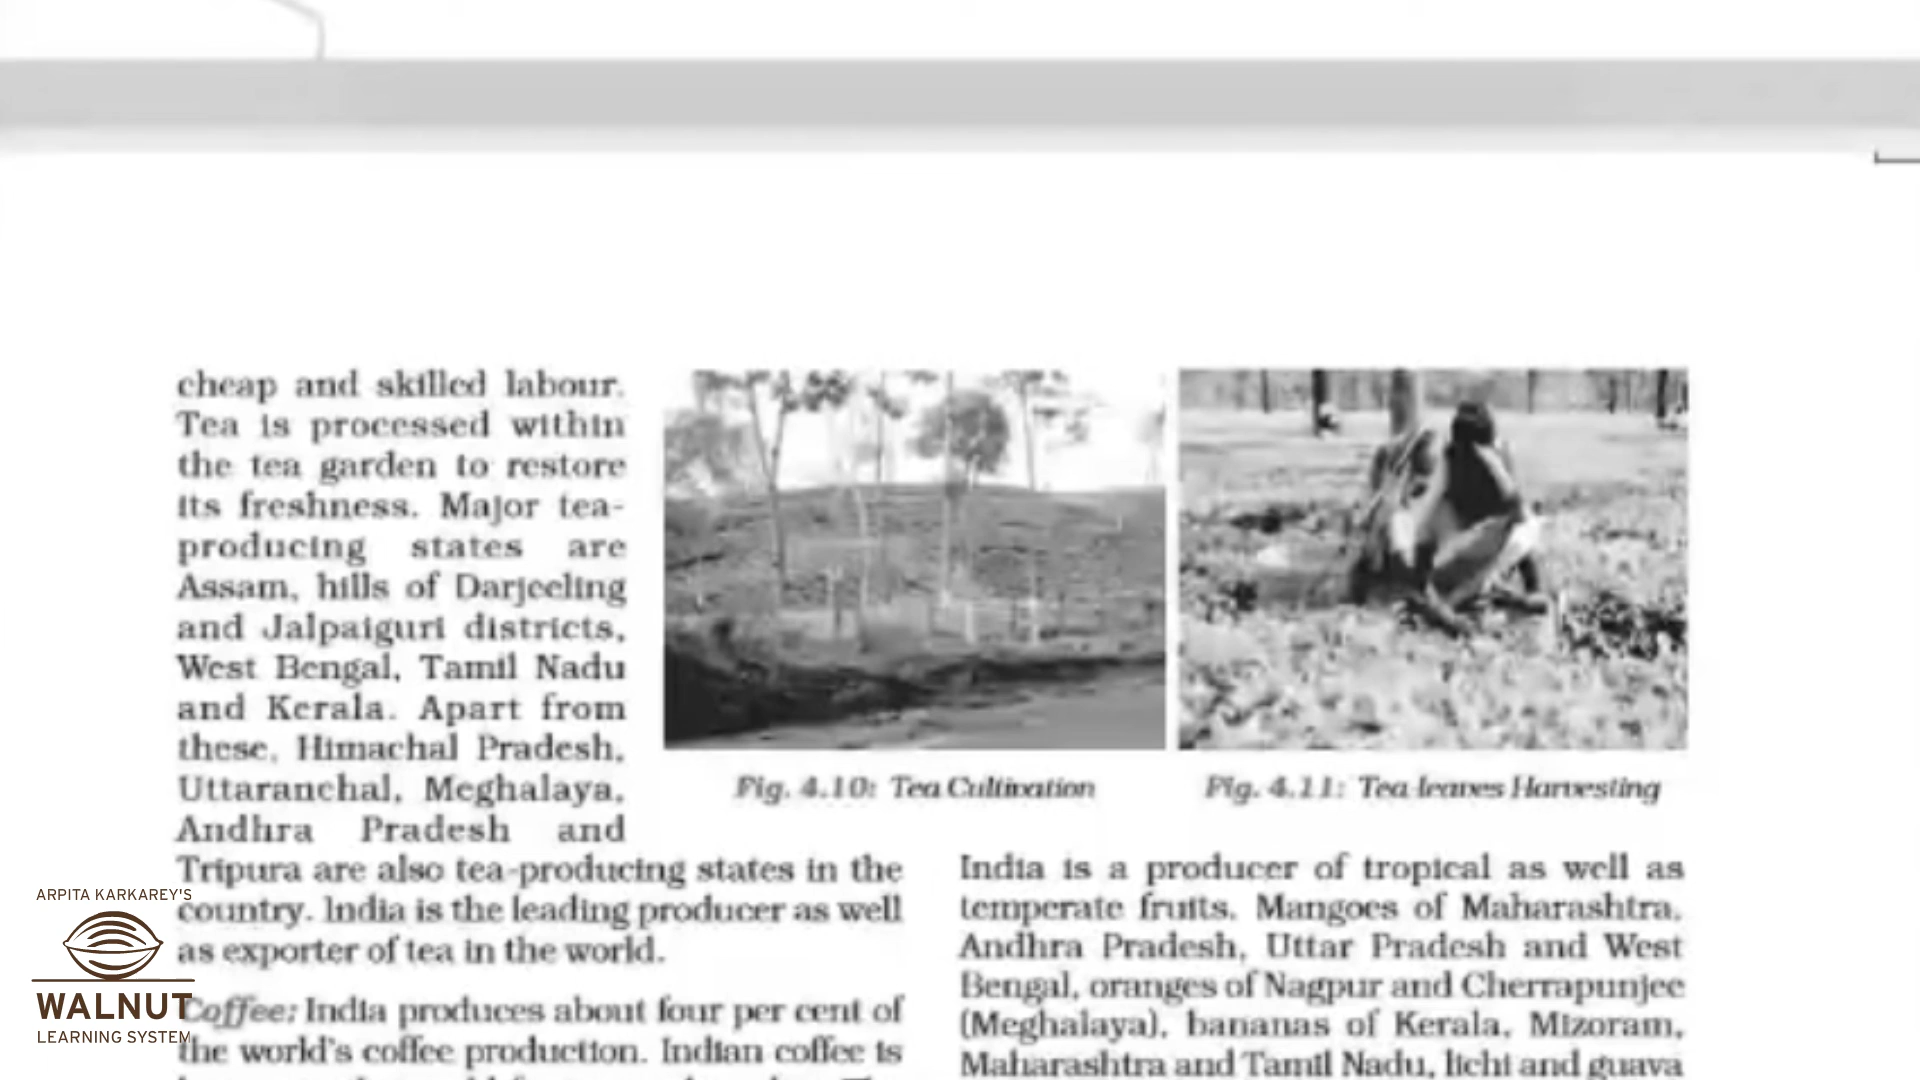 cheap and skilled labour.
Tea is processed within
the tea garden to restore
its freshness. Major tea-
producing states are
Assam, hills of Darjeeling
and Jalpaiguri districts,
West Bengal, Tamil Nadu
and Kerala. Apart from
these, Himachal Pradesh,
Uttaranchal, Meghalaya,
Andhra Pradesh and
Tripura are also tea-producing states in the
country. India is the leading producer as well
as exporter of tea in the world.
Coffee: India produces about four per cent of
the world's coffee production. Indian coffee is
Fig. 4.10: Tea Cultivation
Fig. 4.11: Tea-leaves Harvesting
India is a producer of tropical as well as
temperate fruits. Mangoes of Maharashtra,
Andhra Pradesh, Uttar Pradesh and West
Bengal, oranges of Nagpur and Cherrapunjee
(Meghalaya), bananas of Kerala, Mizoram,
Maharashtra and Tamil Nadu, lichi and guava
ARPITA KARKAREY'S
WALNUT
LEARNING SYSTEM